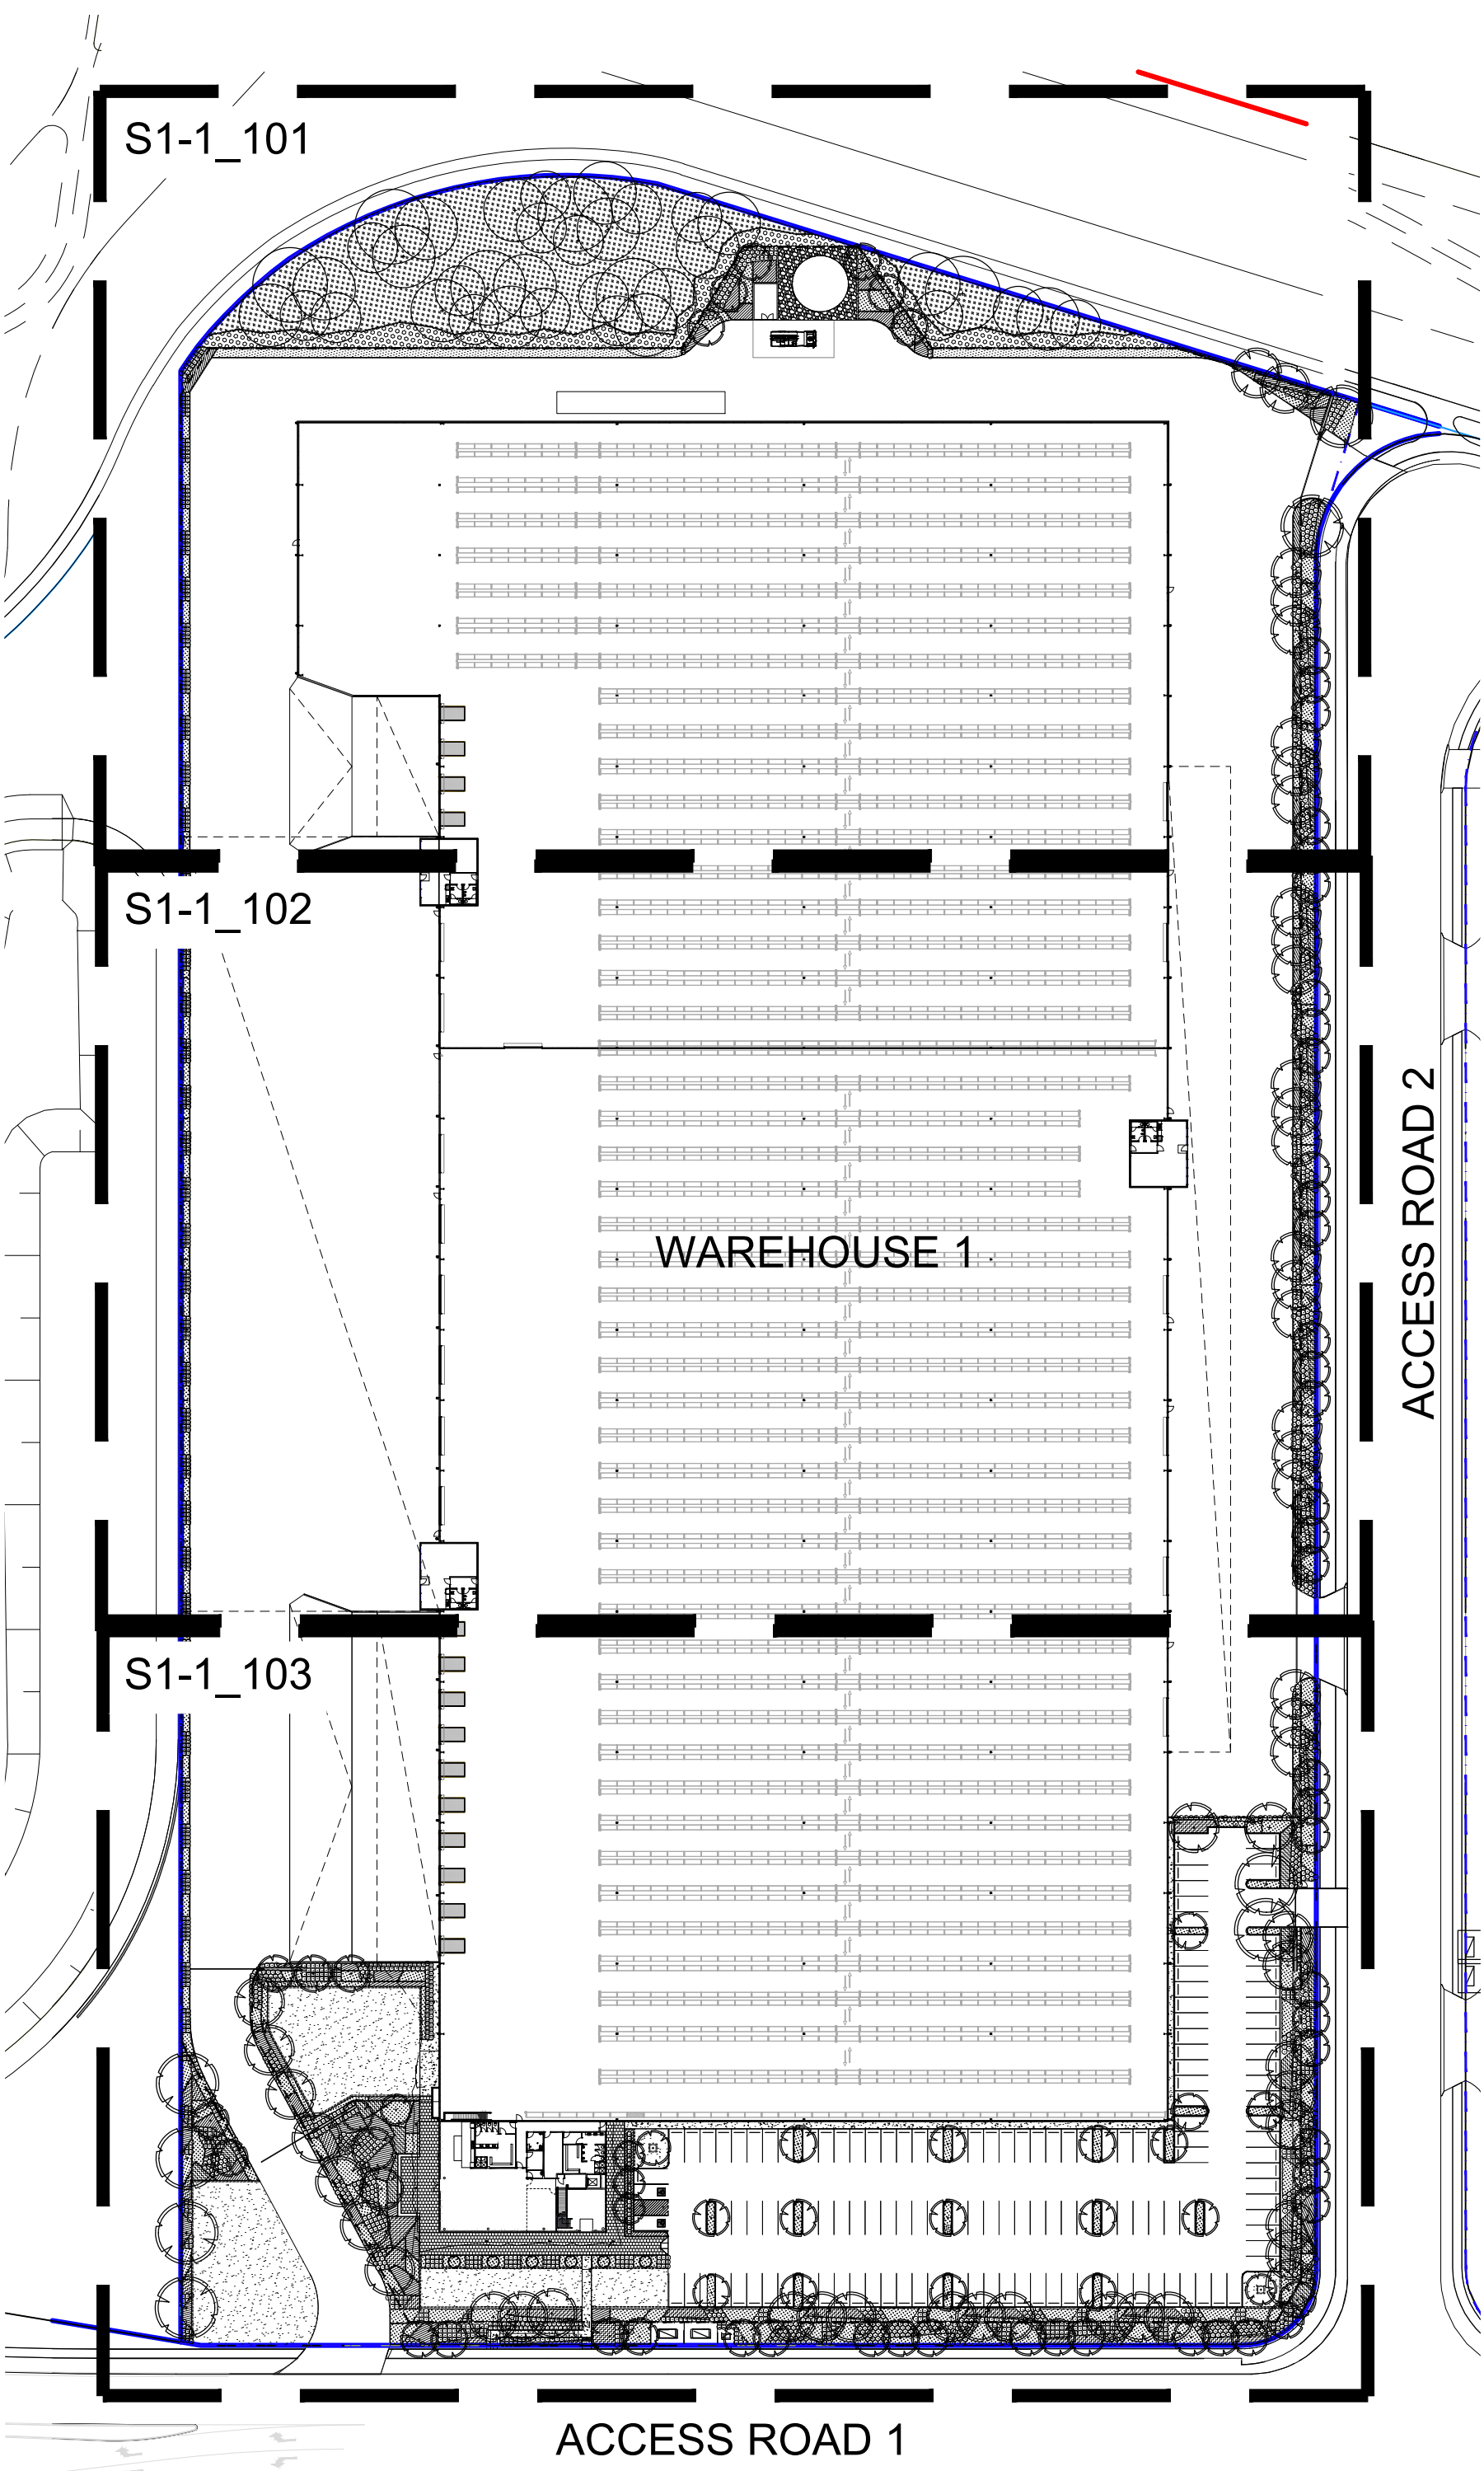 S1-1_101
S1-1_102
ACCESS ROAD 2
WAREHOUSE 1
S1-1_103
ACCESS ROAD 1